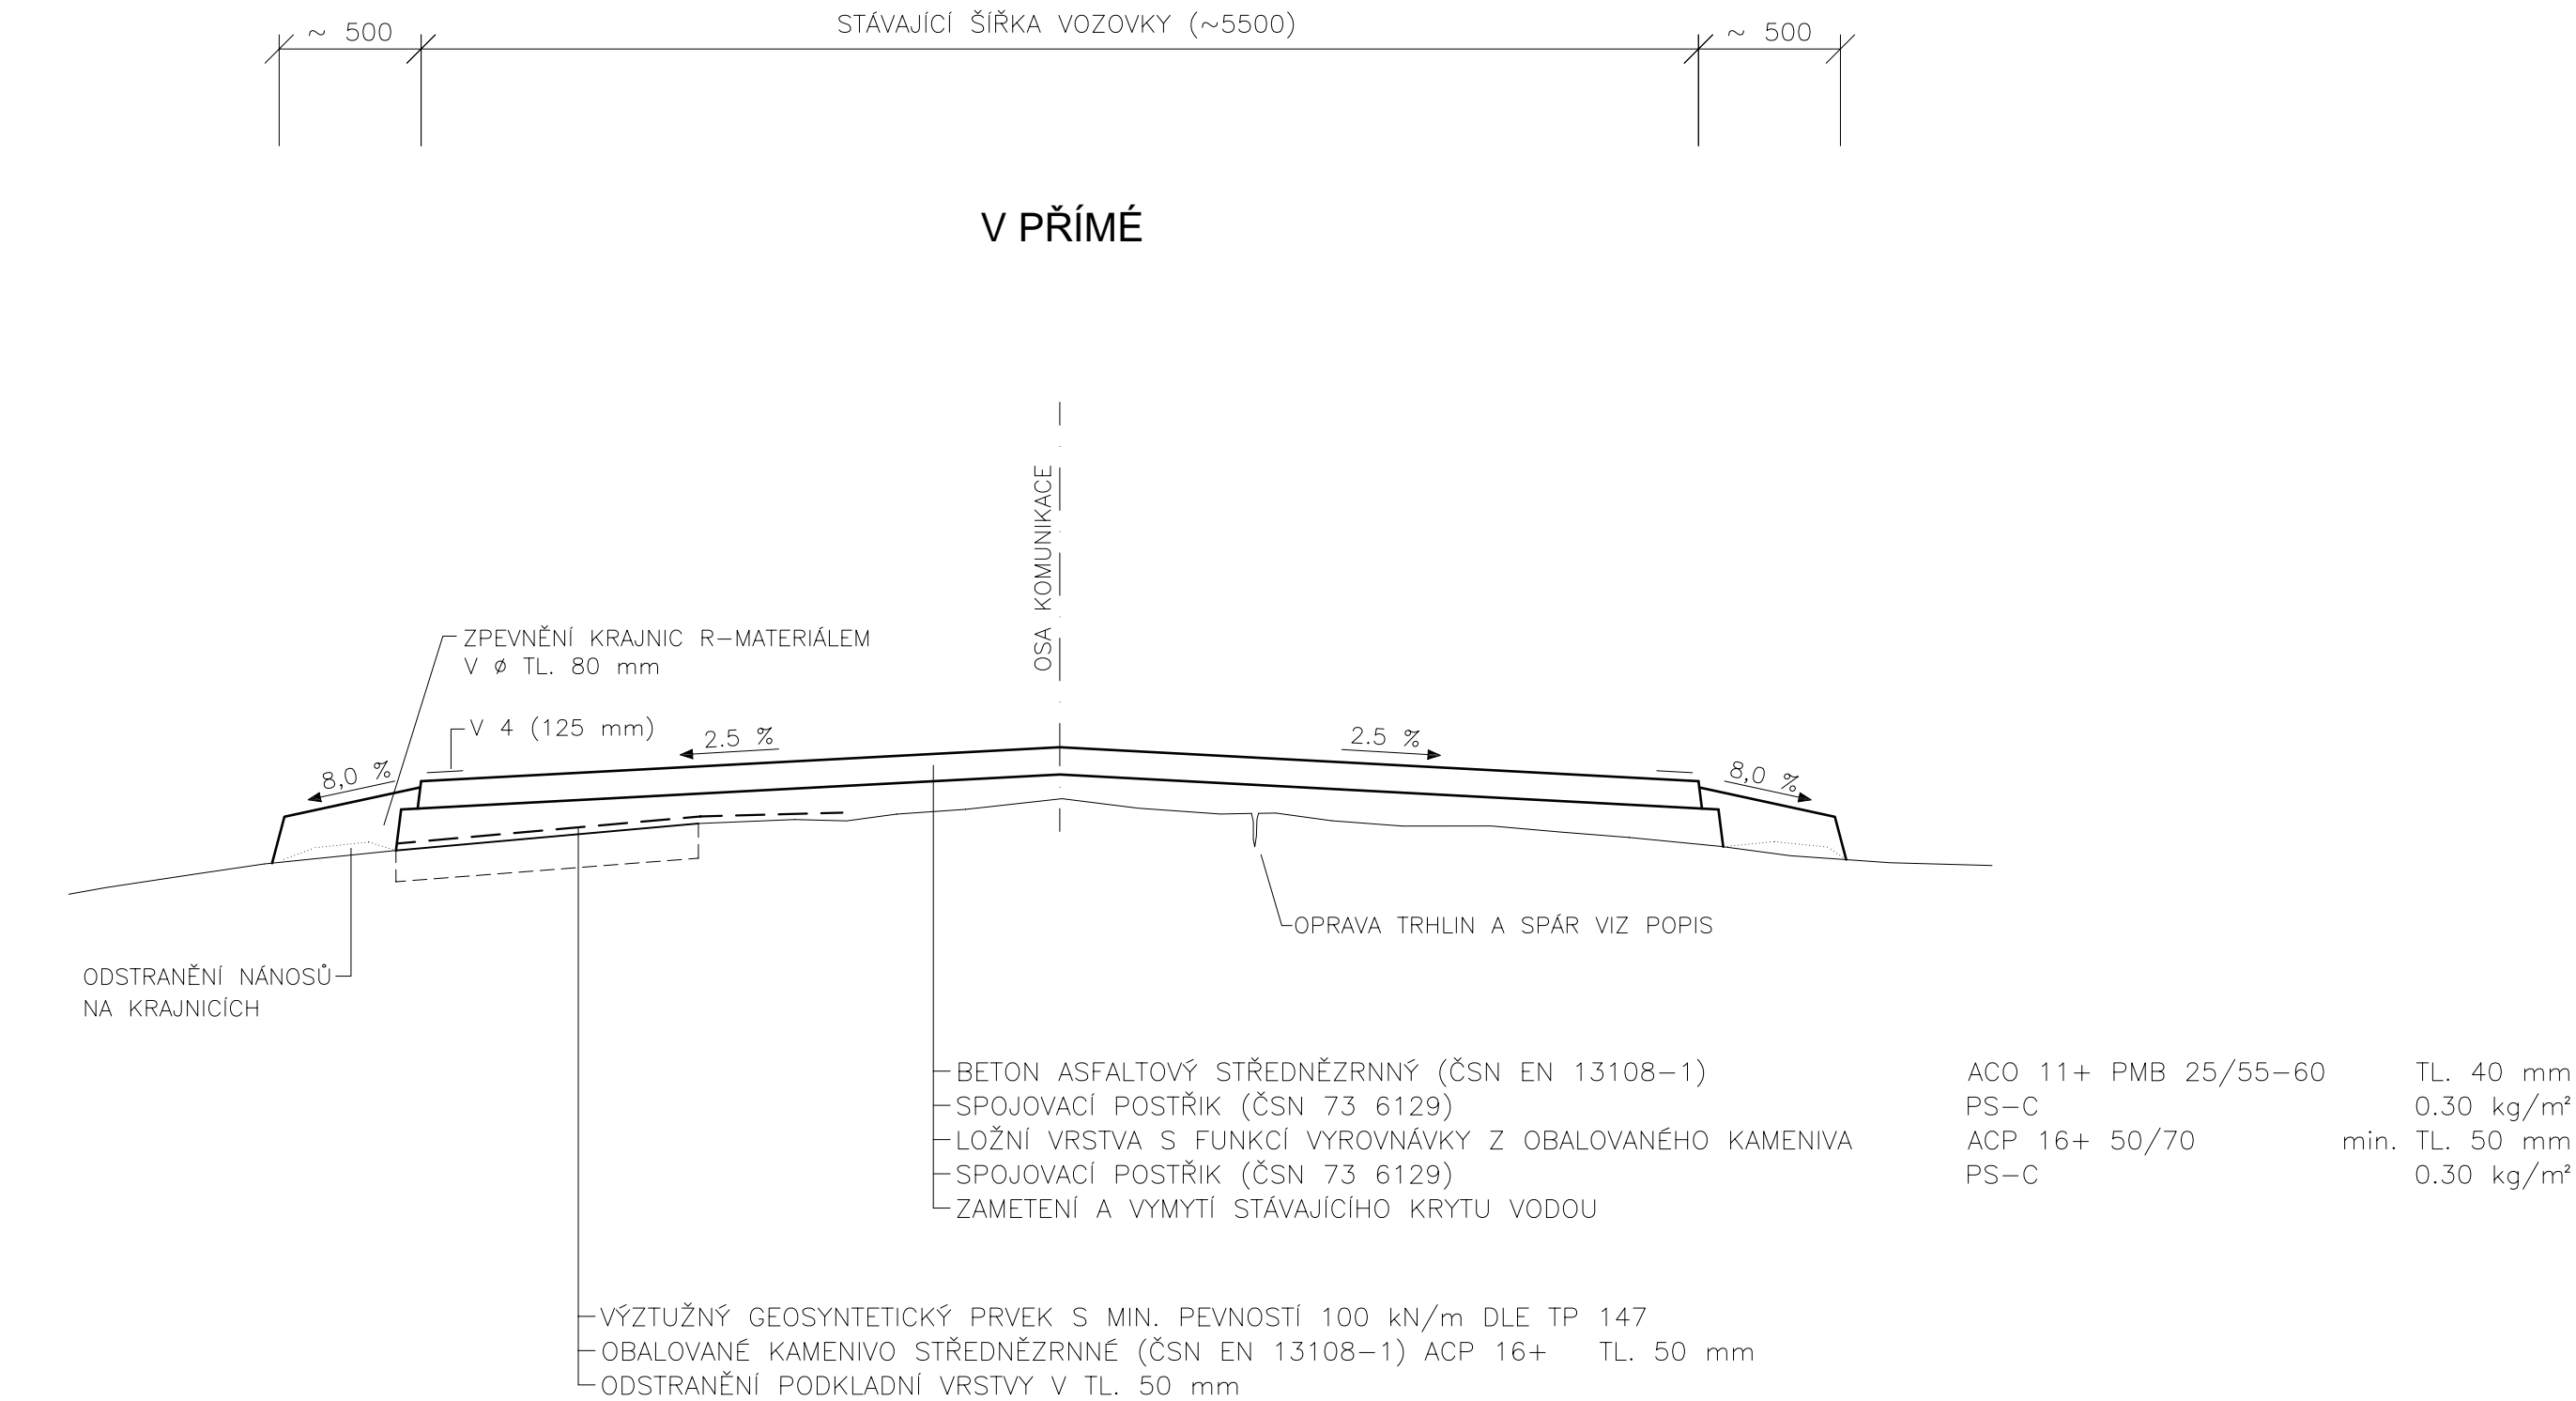 ~ 500
STÁVAJÍCÍ ŠÍŘKA VOZOVKY (~5500)
~ 500
V PŘÍMÉ
OSA KOMUNIKACE
ZPEVNĚNÍ KRAJNIC R-MATERIÁLEM
V ø TL. 80 mm
V 4 (125 mm)
2.5 %
2.5 %
8,0 %
8,0 %
OPRAVA TRHLIN A SPÁR VIZ POPIS
ODSTRANĚNÍ NÁNOSŮ
NA KRAJNICÍCH
BETON ASFALTOVÝ STŘEDNĚZRNNÝ (ČSN EN 13108-1) ACO 11+ PMB 25/55-60 TL. 40 mm
SPOJOVACÍ POSTŘIK (ČSN 73 6129) PS-C 0.30 kg/m²
LOŽNÍ VRSTVA S FUNKCÍ VYROVNÁVKY Z OBALOVANÉHO KAMENIVA ACP 16+ 50/70 min. TL. 50 mm
SPOJOVACÍ POSTŘIK (ČSN 73 6129) PS-C 0.30 kg/m²
ZAMETENÍ A VYMYTÍ STÁVAJÍCÍHO KRYTU VODOU
VÝZTUŽNÝ GEOSYNTETICKÝ PRVEK S MIN. PEVNOSTÍ 100 kN/m DLE TP 147
OBALOVANÉ KAMENIVO STŘEDNĚZRNNÉ (ČSN EN 13108-1) ACP 16+ TL. 50 mm
ODSTRANĚNÍ PODKLADNÍ VRSTVY V TL. 50 mm